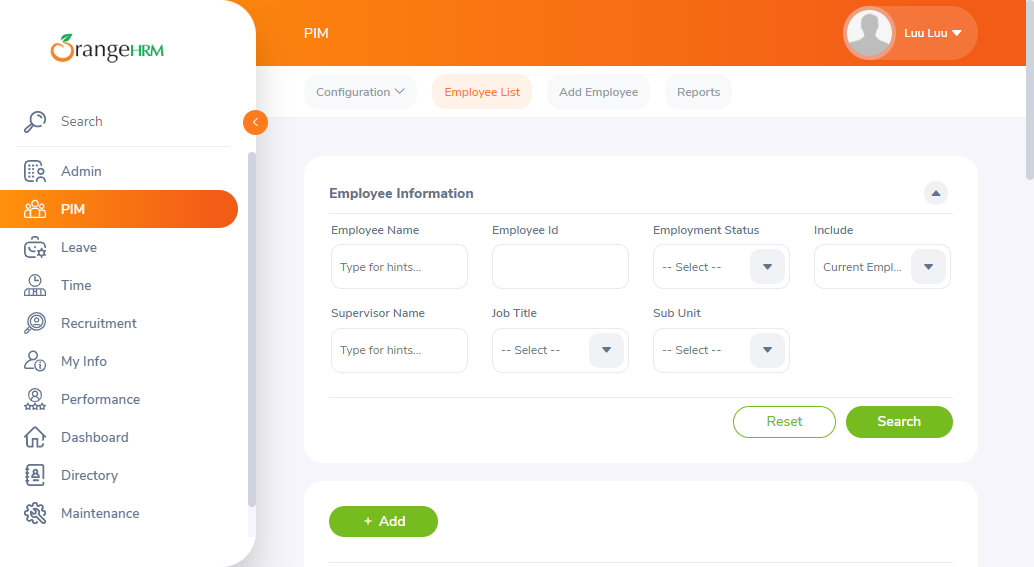 OrangeHRM
Search
Admin
PIM
Leave
Time
Recruitment
My Info
Performance
Dashboard
Directory
Maintenance
PIM
Luu Luu
Configuration
Employee List
Add Employee
Reports
Employee Information
Employee Name
Employee Id
Employment Status
Include
Type for hints...
-- Select --
Current Empl...
Supervisor Name
Job Title
Sub Unit
Type for hints...
-- Select --
-- Select --
Reset
Search
+ Add